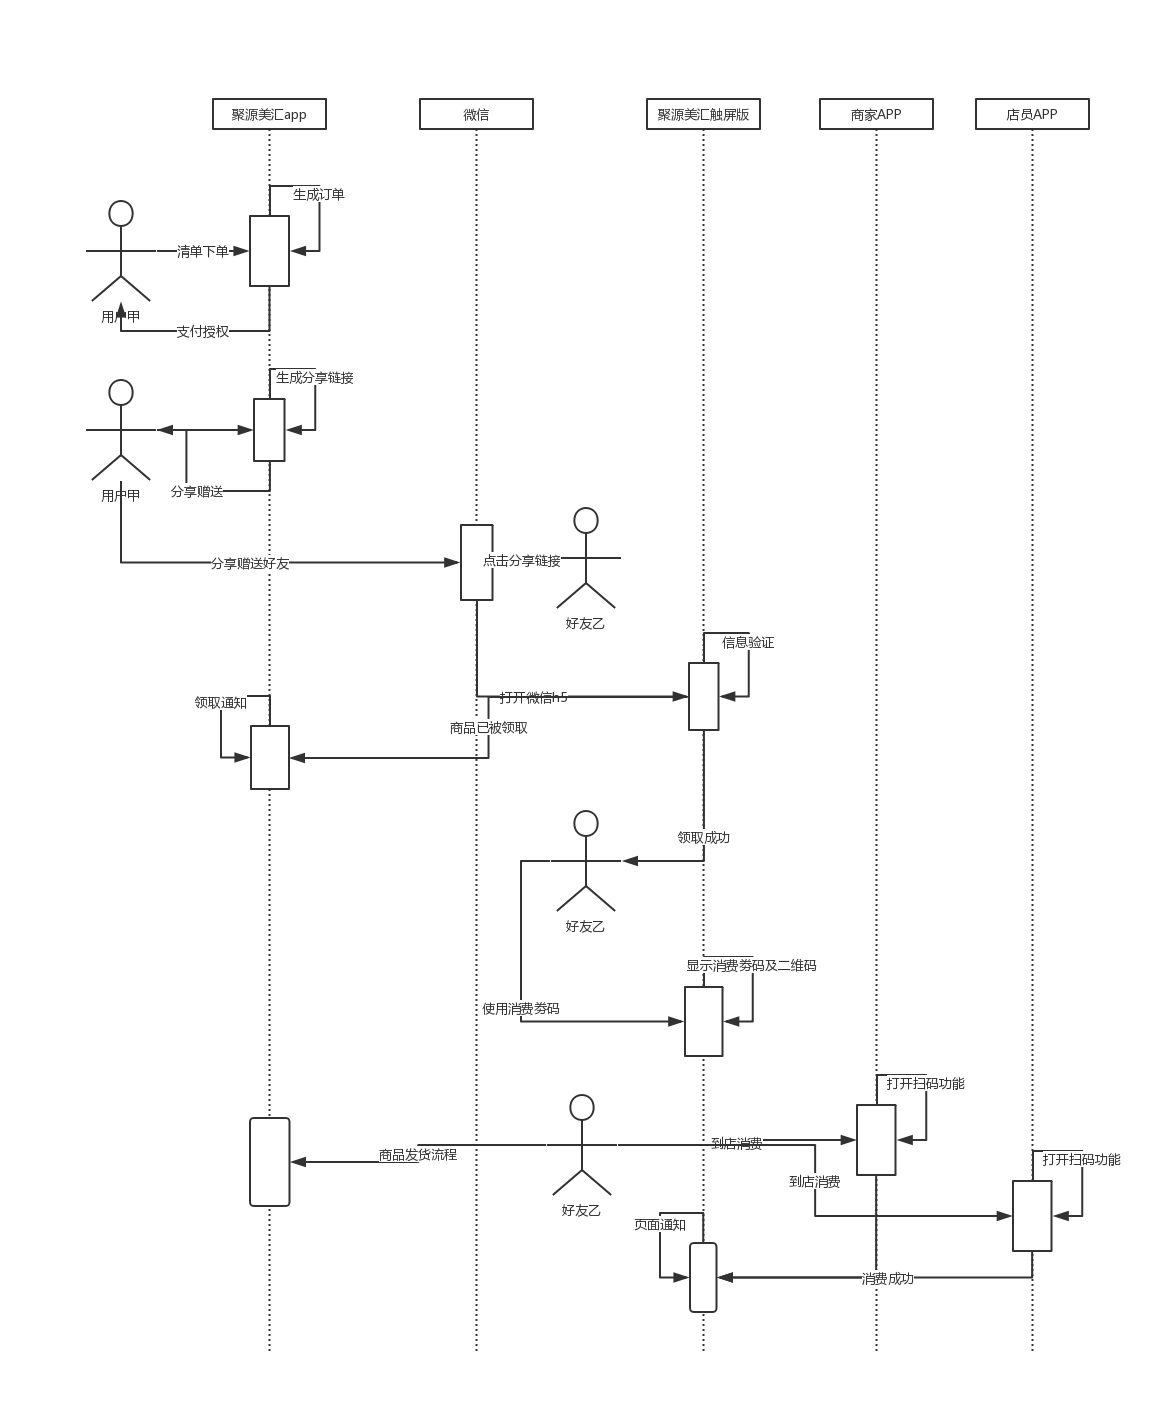 聚源美汇app
微信
聚源美汇触屏版
商家APP
店员APP
生成订单
清单下单
用户甲
支付授权
生成分享链接
用户甲
分享赠送
分享赠送好友
点击分享链接
好友乙
信息验证
打开微信h5
领取通知
商品已被领取
领取成功
好友乙
显示消费劵码及二维码
使用消费劵码
打开扫码功能
到店消费
商品发货流程
打开扫码功能
到店消费
好友乙
页面通知
消费成功